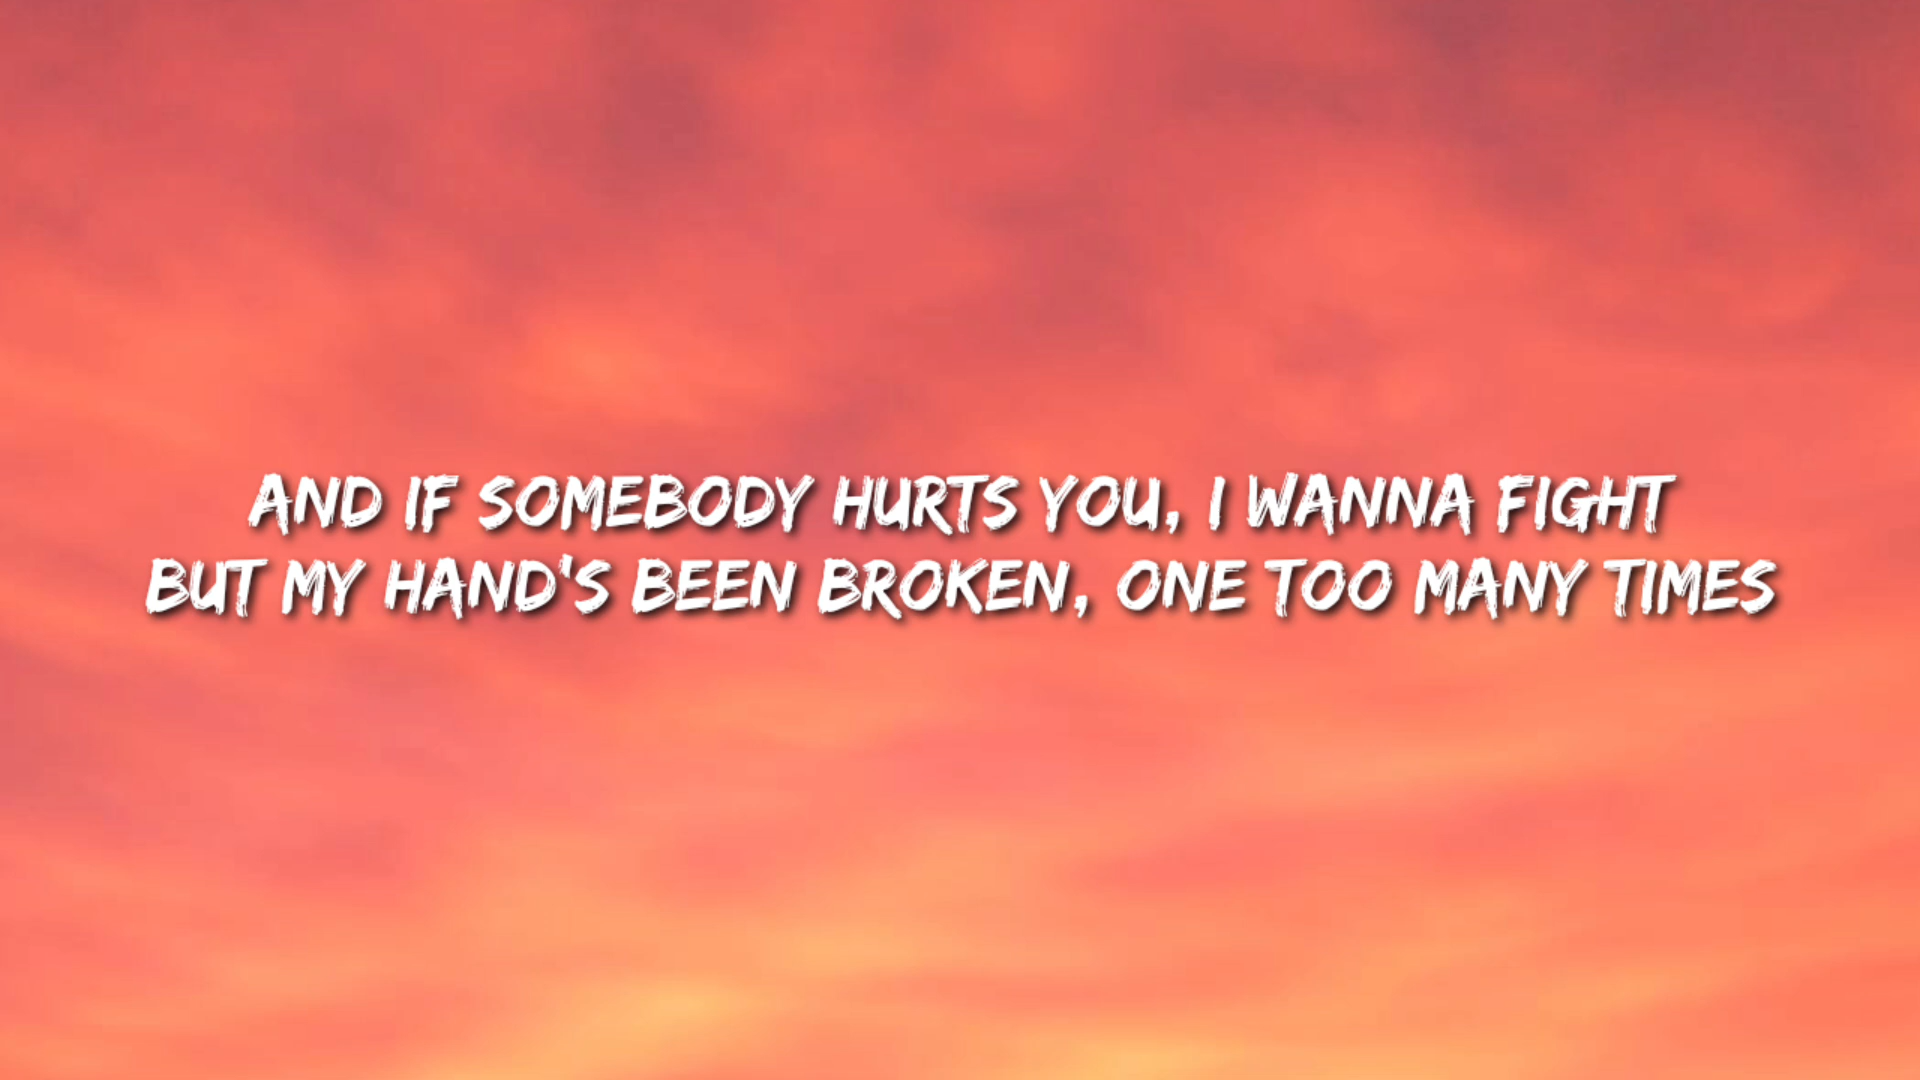 AND IF SOMEBODY HURTS YOU, I WANNA FIGHT
BUT MY HAND'S BEEN BROKEN, ONE TOO MANY TIMES